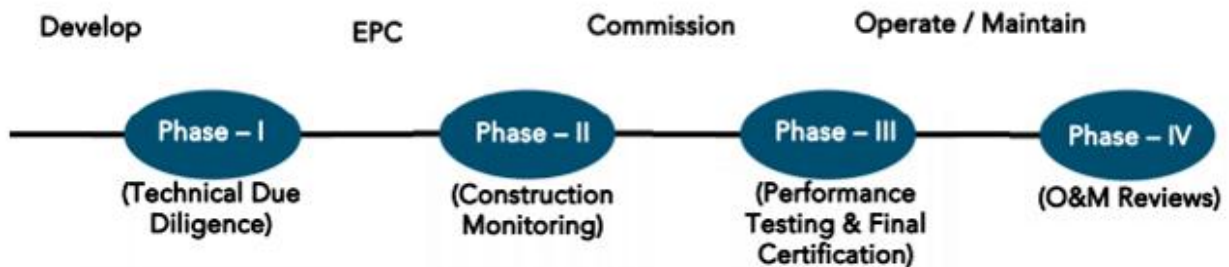 Develop
EPC
Commission
Operate / Maintain
Phase – I
Phase – II
Phase – III
Phase – IV
(Technical Due
Diligence)
(Construction
Monitoring)
(Performance
Testing & Final
Certification)
(O&M Reviews)